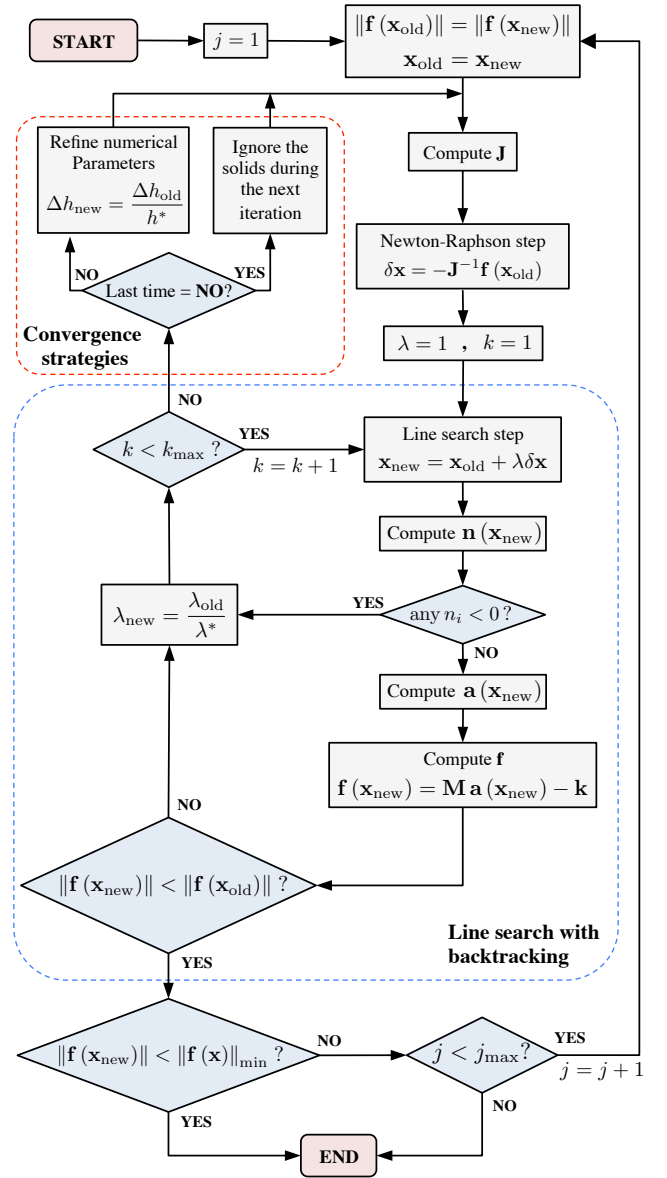 START
j = 1
‖f (x_old)‖ = ‖f (x_new)‖
x_old = x_new
Refine numerical
Parameters
Δh_new = Δh_old / h*
Ignore the
solids during
the next
iteration
Compute J
Newton-Raphson step
δx = −J⁻¹f (x_old)
NO
YES
Last time = NO?
Convergence
strategies
λ = 1 , k = 1
NO
k < k_max ?
YES
k = k + 1
Line search step
x_new = x_old + λδx
Compute n (x_new)
λ_new = λ_old / λ*
YES
any n_i < 0 ?
NO
Compute a (x_new)
Compute f
f (x_new) = M a (x_new) − k
NO
‖f (x_new)‖ < ‖f (x_old)‖ ?
Line search with
backtracking
YES
‖f (x_new)‖ < ‖f (x)‖_min ?
NO
j < j_max?
YES
j = j + 1
YES
NO
END